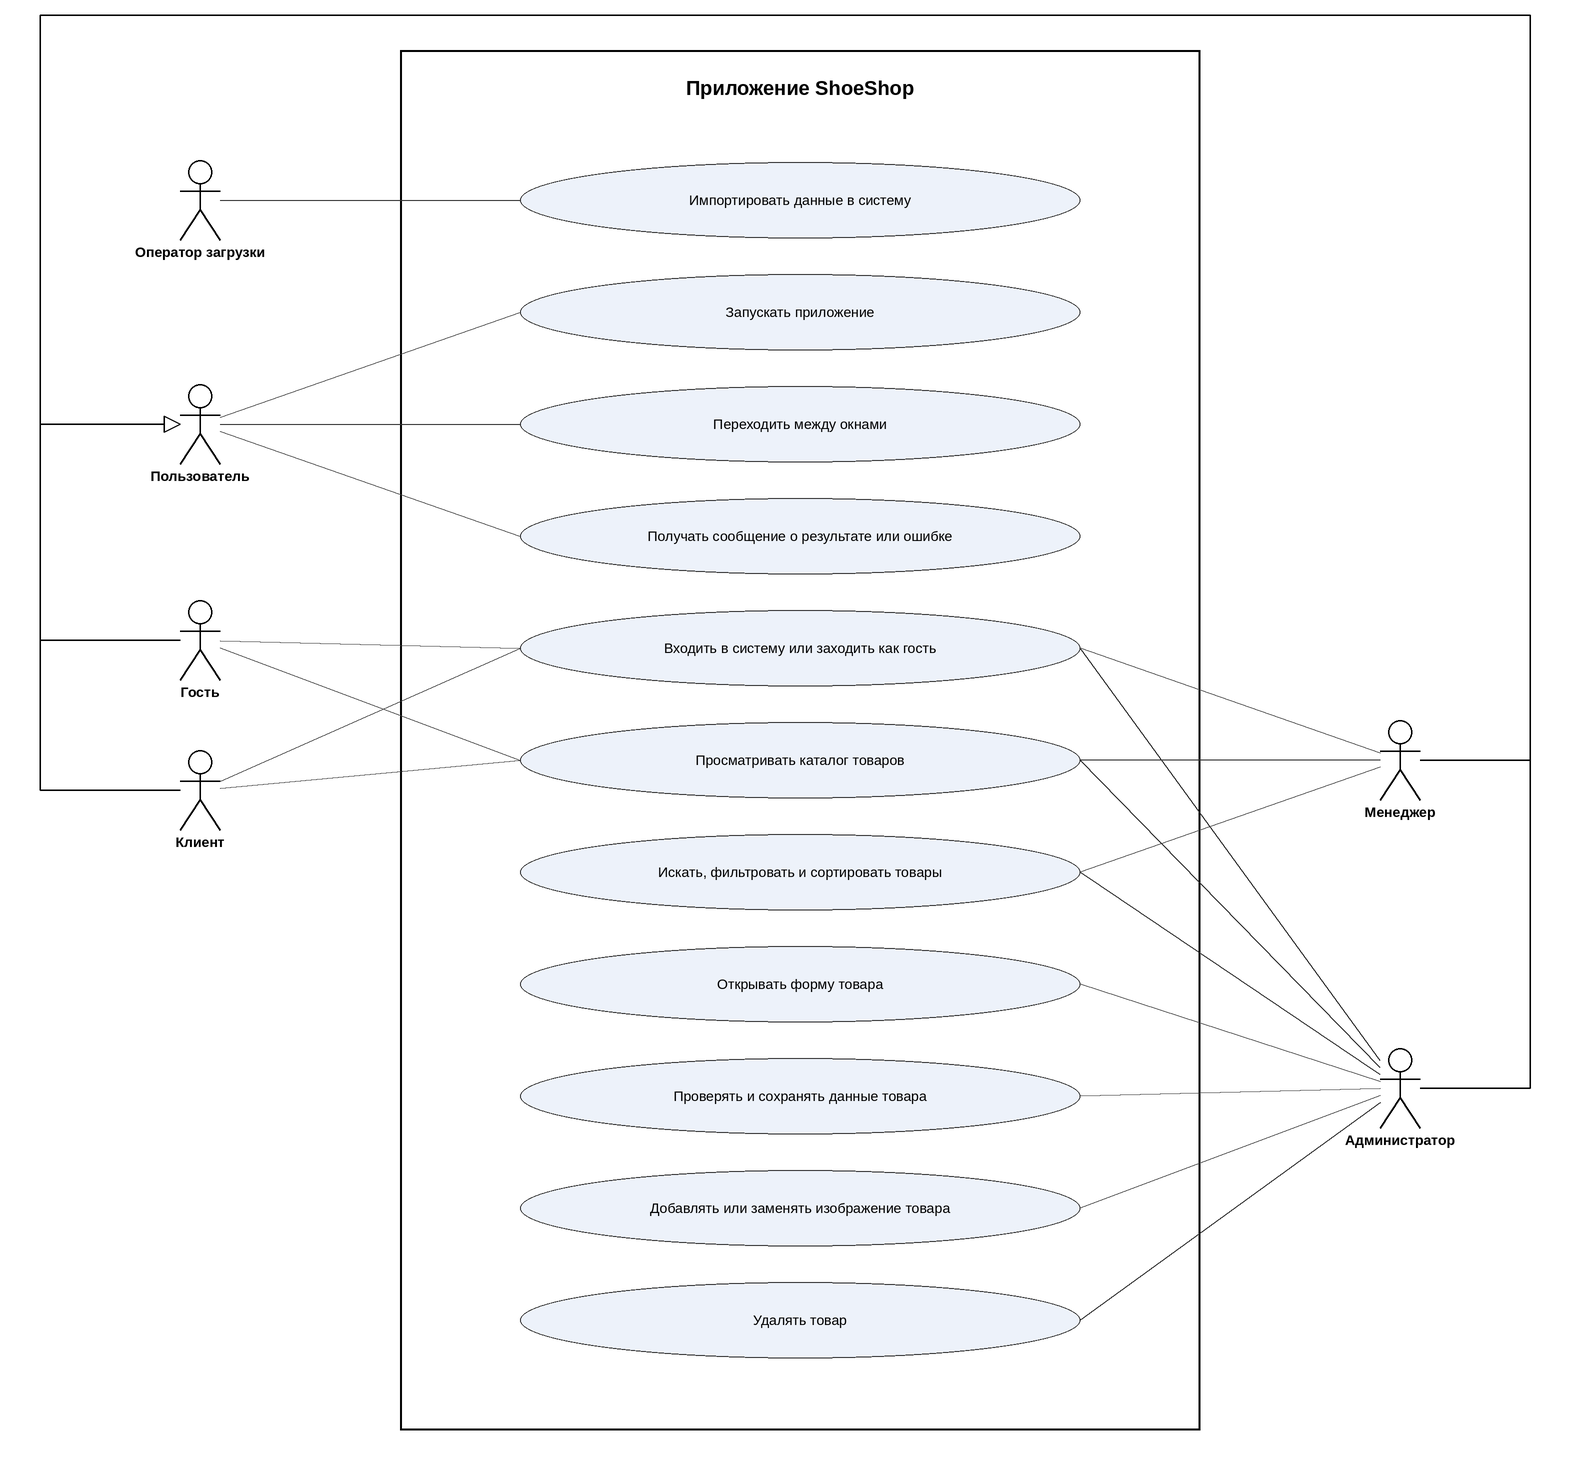 Приложение ShoeShop
Импортировать данные в систему
Оператор загрузки
Запускать приложение
Переходить между окнами
Пользователь
Получать сообщение о результате или ошибке
Входить в систему или заходить как гость
Гость
Просматривать каталог товаров
Менеджер
Клиент
Искать, фильтровать и сортировать товары
Открывать форму товара
Проверять и сохранять данные товара
Администратор
Добавлять или заменять изображение товара
Удалять товар